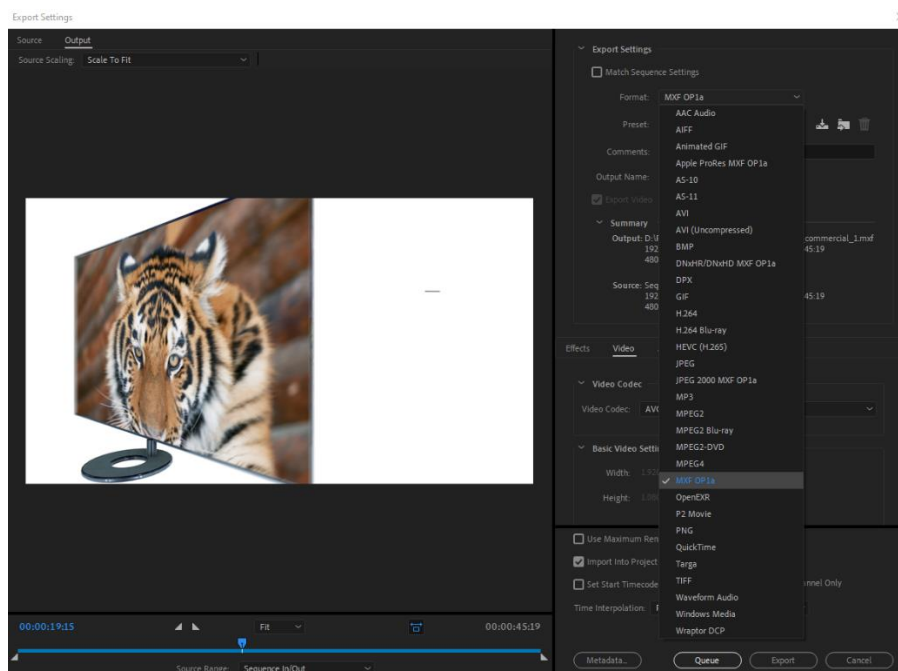 Export Settings
Source Output
Source Scaling: Scale To Fit
Export Settings
Match Sequence Settings
Format: MXF OP1a
Preset:
Comments:
Output Name:
Export Video
Summary
Output: D:\ commercial_1.mxf
192 45:19
480
Source: Seq
192 45:19
480
AAC Audio
AIFF
Animated GIF
Apple ProRes MXF OP1a
AS-10
AS-11
AVI
AVI (Uncompressed)
BMP
DNxHR/DNxHD MXF OP1a
DPX
GIF
H.264
H.264 Blu-ray
HEVC (H.265)
JPEG
JPEG 2000 MXF OP1a
MP3
MPEG2
MPEG2 Blu-ray
MPEG2-DVD
MPEG4
MXF OP1a
OpenEXR
P2 Movie
PNG
QuickTime
Targa
TIFF
Waveform Audio
Windows Media
Wraptor DCP
Effects Video
Video Codec
Video Codec: AVC
Basic Video Setti
Width:
Height:
Use Maximum Ren
Import Into Project
Set Start Timecode nnel Only
Time Interpolation:
00:00:19:15 Fit 00:00:45:19
Source Range: Sequence In/Out
Metadata... Queue Export Cancel